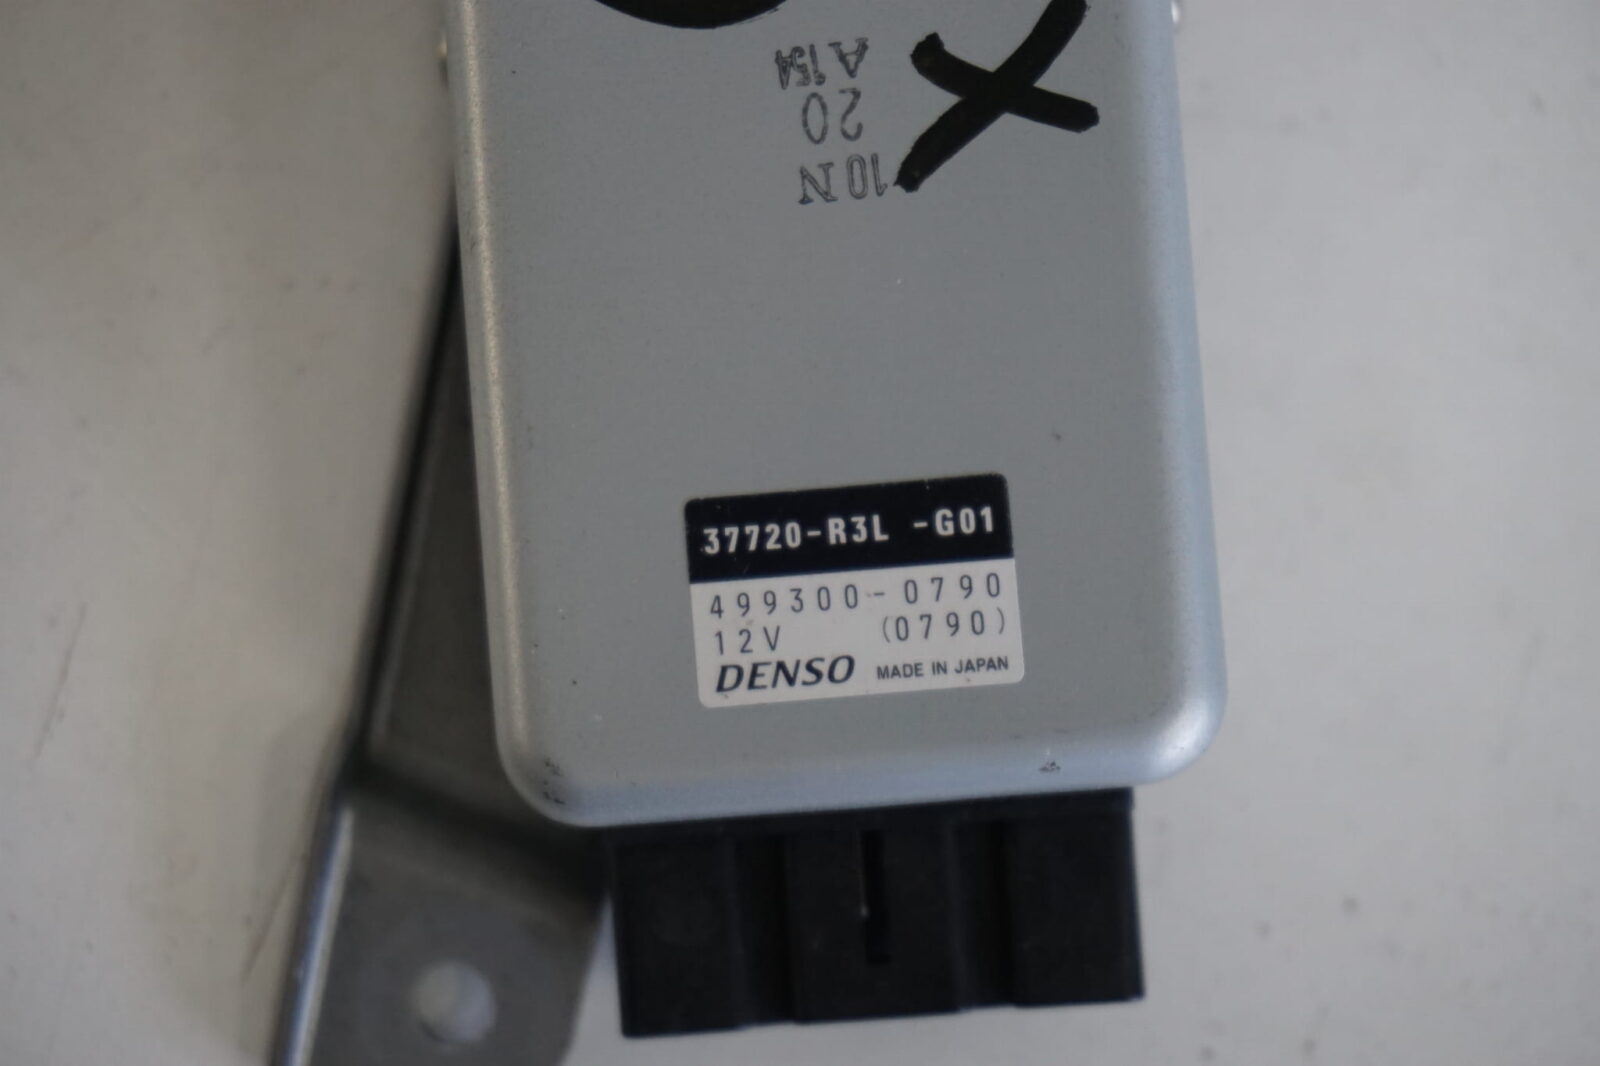 A154
20
10N
37720-R3L -G01
499300-0790
12V (0790)
DENSO MADE IN JAPAN